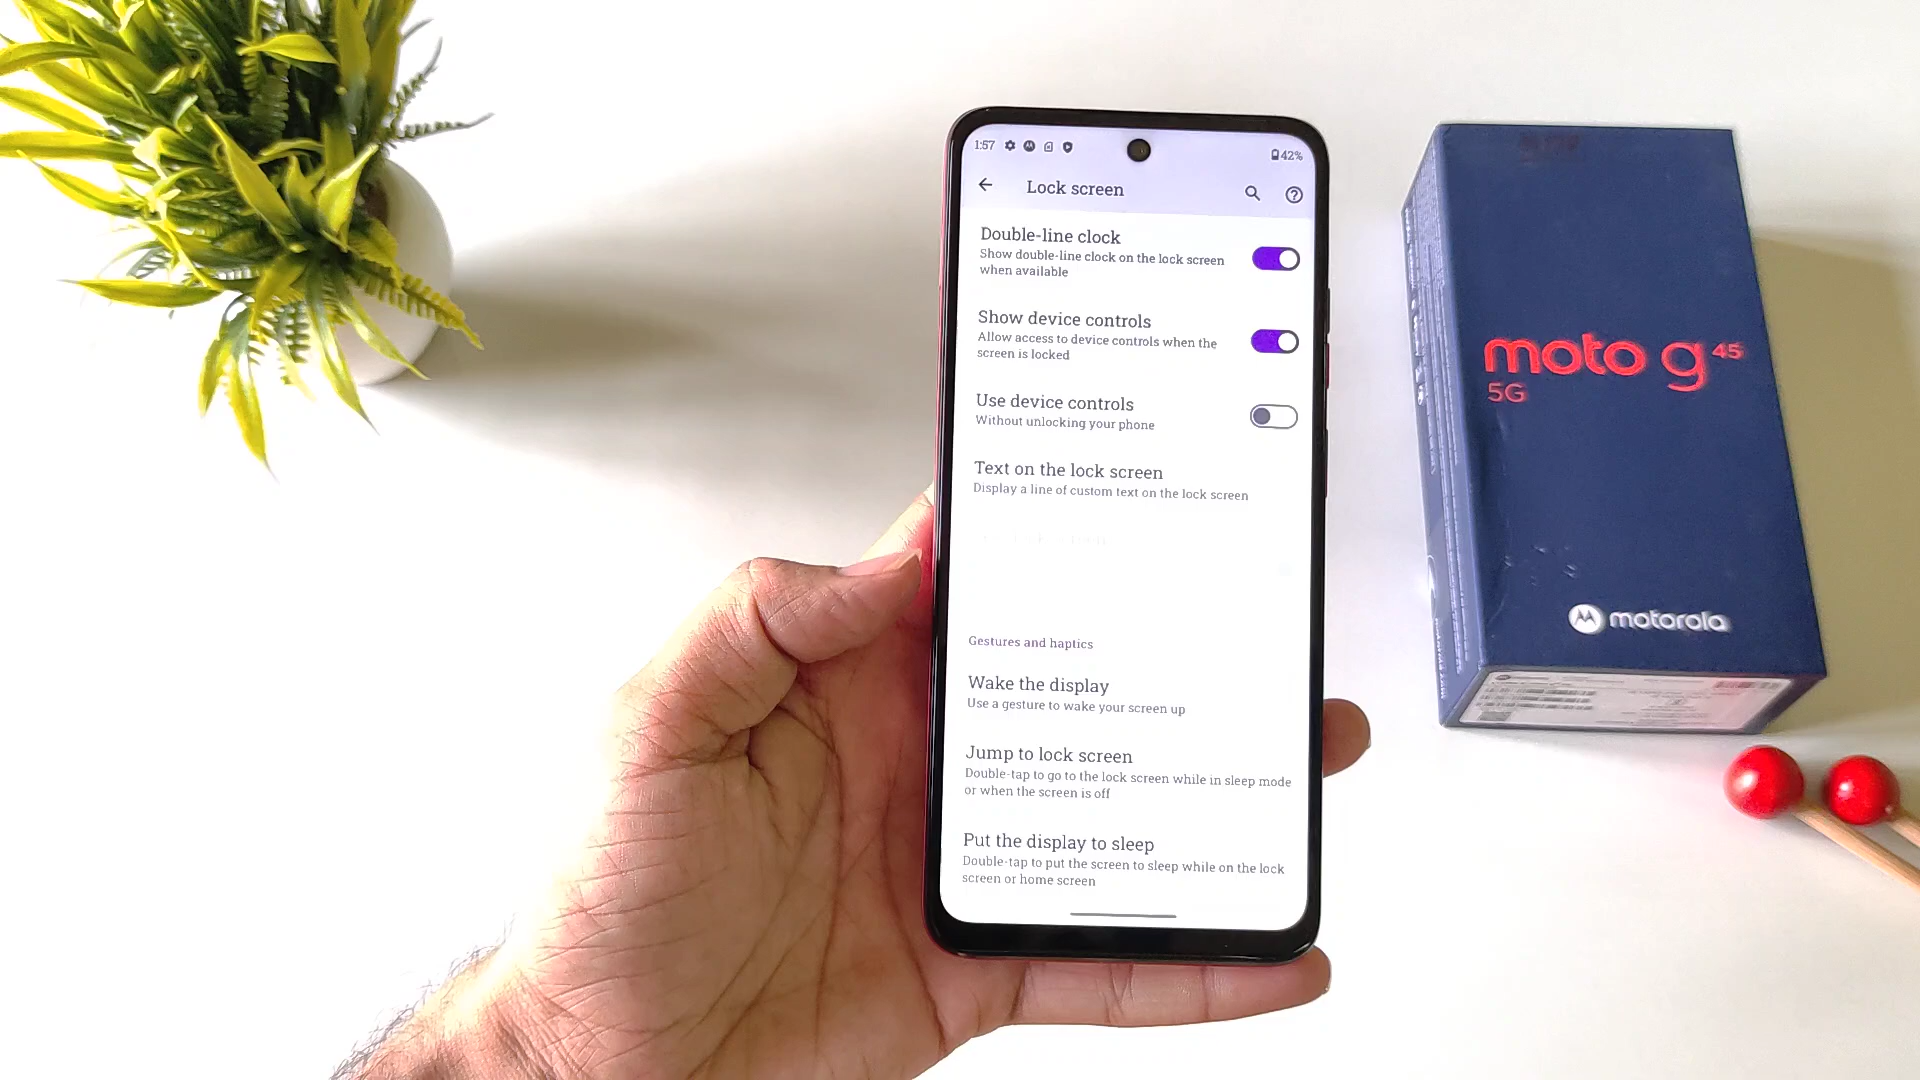 1:57
42%
Lock screen
Double-line clock
Show double-line clock on the lock screen
when available
Show device controls
Allow access to device controls when the
screen is locked
Use device controls
Without unlocking your phone
Text on the lock screen
Display a line of custom text on the lock screen
Gestures and haptics
Wake the display
Use a gesture to wake your screen up
Jump to lock screen
Double-tap to go to the lock screen while in sleep mode
or when the screen is off
Put the display to sleep
Double-tap to put the screen to sleep while on the lock
screen or home screen
moto g 45
5G
motorola